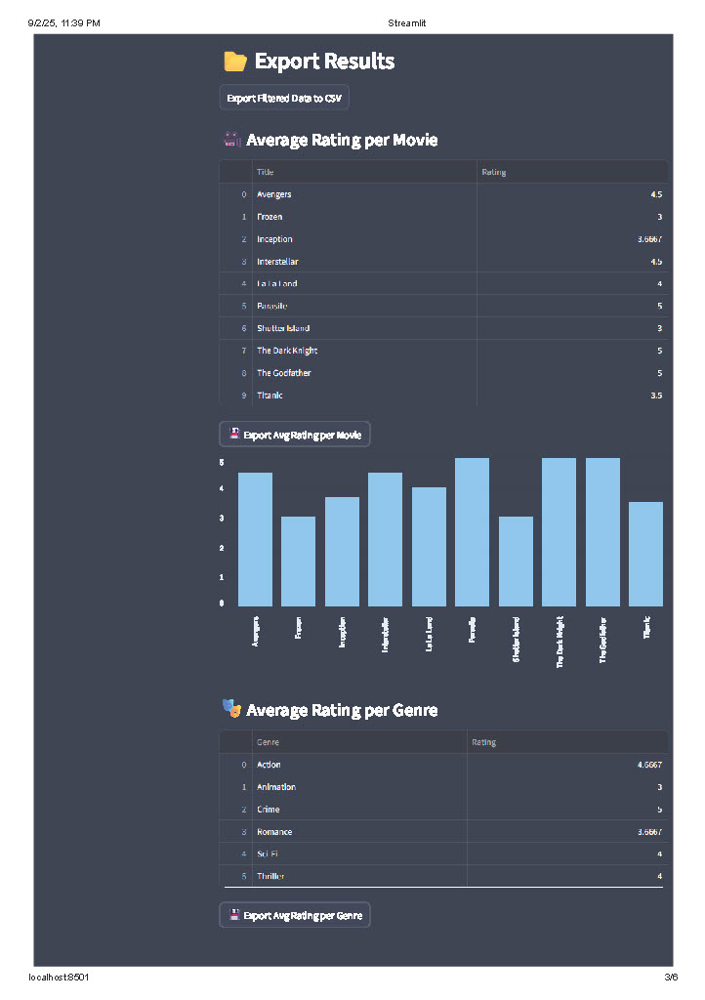 9/2/25, 11:39 PM Streamlit
Export Results
Export Filtered Data to CSV
Average Rating per Movie
Title Rating
0 Avengers 4.5
1 Frozen 3
2 Inception 3.6667
3 Interstellar 4.5
4 La La Land 4
5 Parasite 5
6 Shutter Island 3
7 The Dark Knight 5
8 The Godfather 5
9 Titanic 3.5
Export Avg Rating per Movie
5
4
3
2
1
0
Avengers
Frozen
Inception
Interstellar
La La Land
Parasite
Shutter Island
The Dark Knight
The Godfather
Titanic
Average Rating per Genre
Genre Rating
0 Action 4.6667
1 Animation 3
2 Crime 5
3 Romance 3.6667
4 Sci-Fi 4
5 Thriller 4
Export Avg Rating per Genre
localhost:8501 3/6